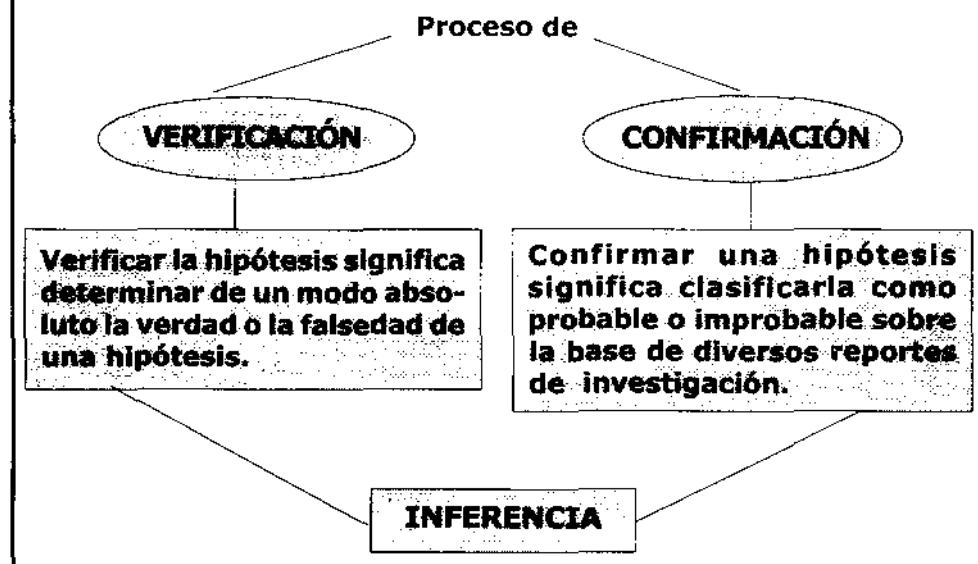 Proceso de
VERIFICACIÓN
CONFIRMACIÓN
Verificar la hipótesis significa
determinar de un modo abso-
luto la verdad o la falsedad de
una hipótesis.
Confirmar una hipótesis
significa clasificarla como
probable o improbable sobre
la base de diversos reportes
de investigación.
INFERENCIA